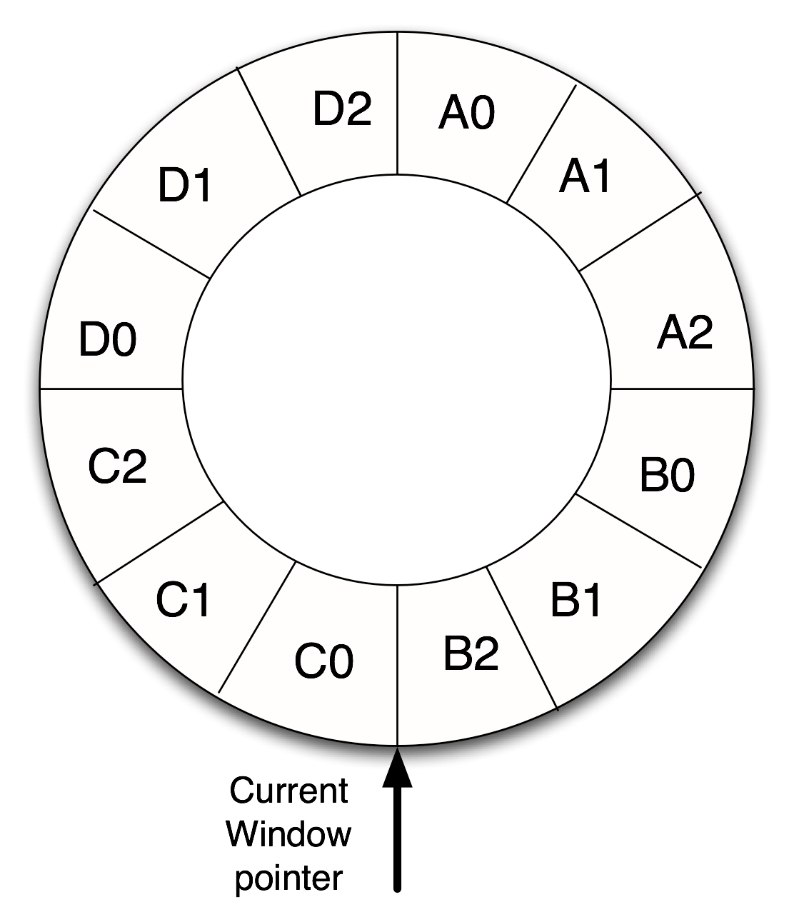 D2
A0
D1
A1
D0
A2
C2
B0
C1
B1
C0
B2
Current
Window
pointer